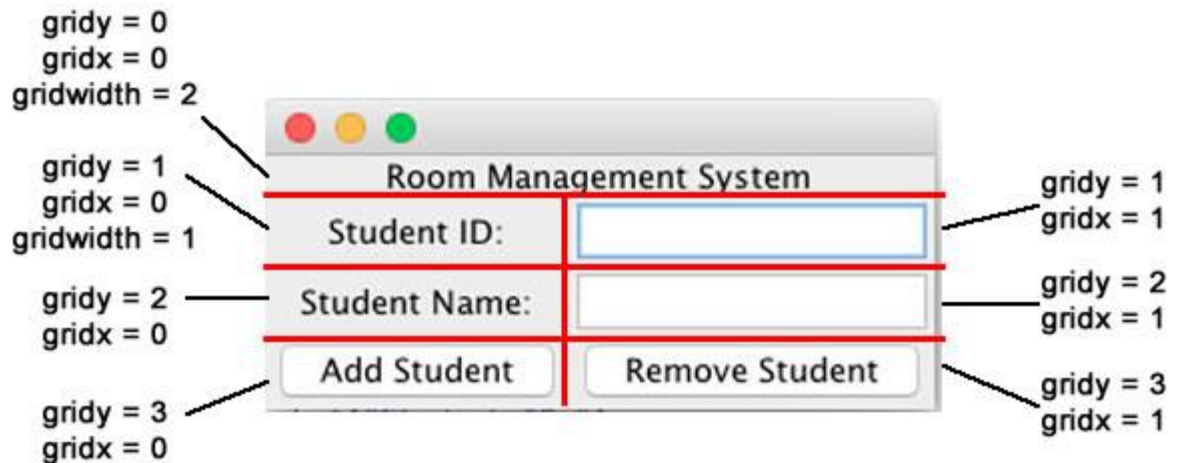 gridy = 0
gridx = 0
gridwidth = 2
Room Management System
gridy = 1
gridx = 0
gridwidth = 1
Student ID:
gridy = 1
gridx = 1
gridy = 2
gridx = 0
Student Name:
gridy = 2
gridx = 1
Add Student
Remove Student
gridy = 3
gridx = 0
gridy = 3
gridx = 1